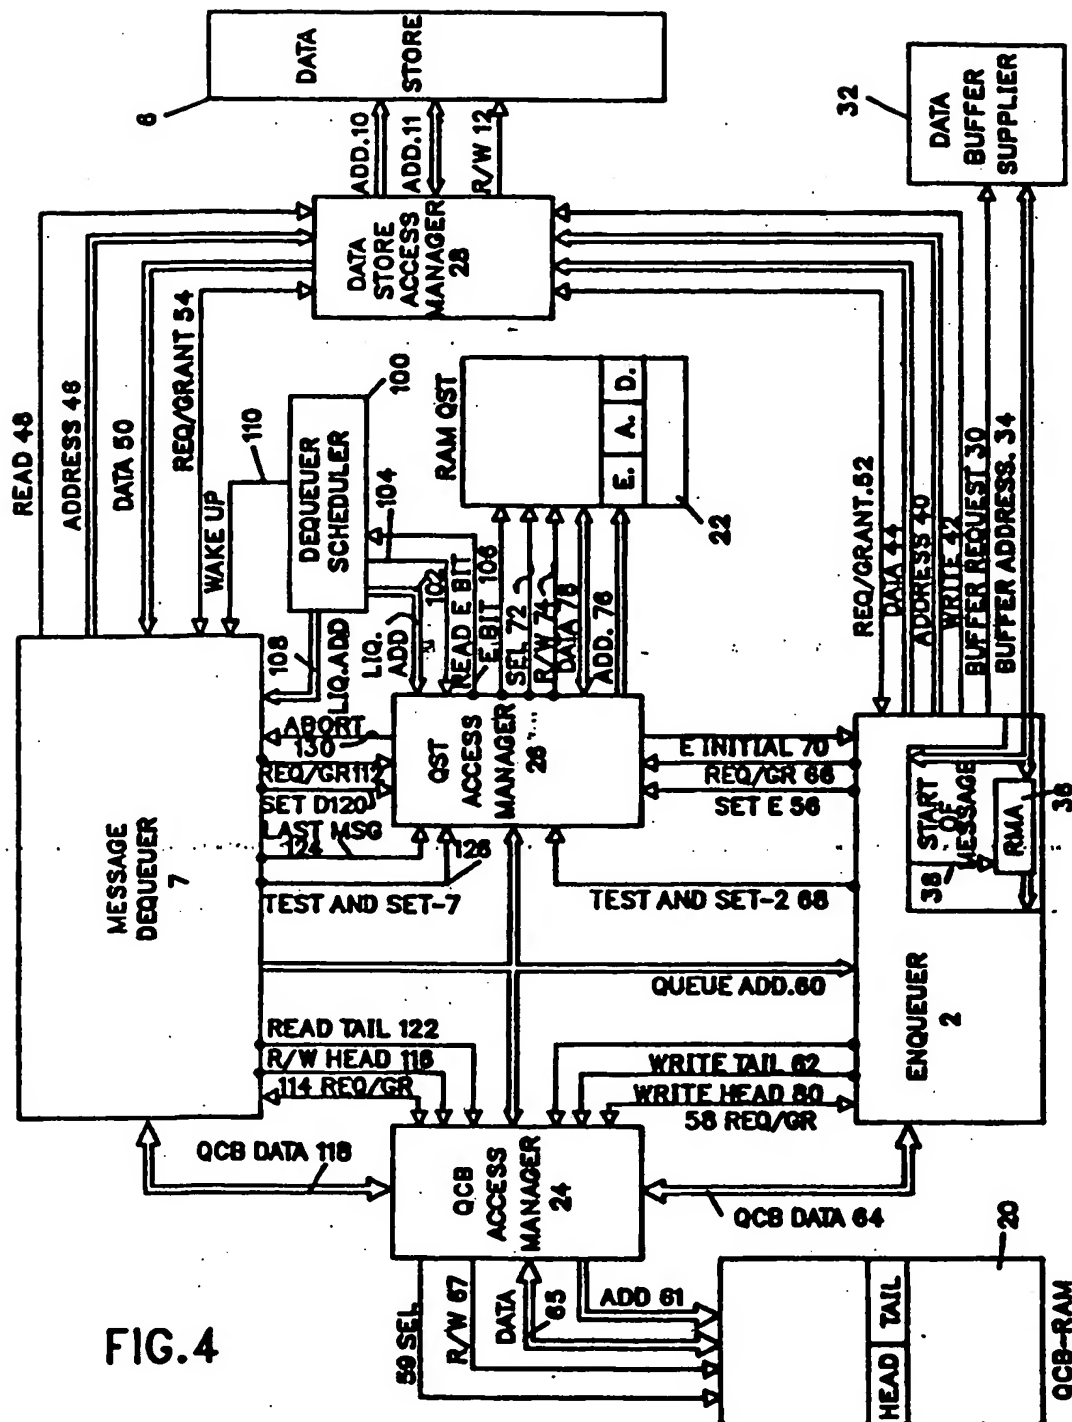 DATA
STORE
6
ADD.10
ADD.11
R/W 12
DATA
STORE
ACCESS
MANAGER
28
32
DATA
BUFFER
SUPPLIER
READ 48
ADDRESS 46
DATA 50
REQ/GRANT 54
WAKE UP
110
DEQUEUER
SCHEDULER
100
104
102
108
LIQ.ADD
LIQ.
ADD
READ E BIT
E.BIT 106
SEL 72
R/W 74
DATA 78
ADD. 76
RAM QST
E.
A.
D.
22
REQ/GRANT.52
DATA 44
ADDRESS 40
WRITE 42
BUFFER REQUEST 30
BUFFER ADDRESS. 34
MESSAGE
DEQUEUER
7
ABORT
130
REQ/GR112
SET D120
LAST MSG
124
126
TEST AND SET-7
QST
ACCESS
MANAGER
26
E INITIAL 70
REQ/GR 66
SET E 56
TEST AND SET-2 68
START
OF
MESSAGE
38
RMA
36
QUEUE ADD.60
ENQUEUER
2
READ TAIL 122
R/W HEAD 116
114 REQ/GR
WRITE TAIL 62
WRITE HEAD 80
58 REQ/GR
QCB DATA 118
QCB
ACCESS
MANAGER
24
QCB DATA 64
59 SEL
R/W 67
DATA
65
ADD 61
20
HEAD
TAIL
QCB-RAM
FIG.4